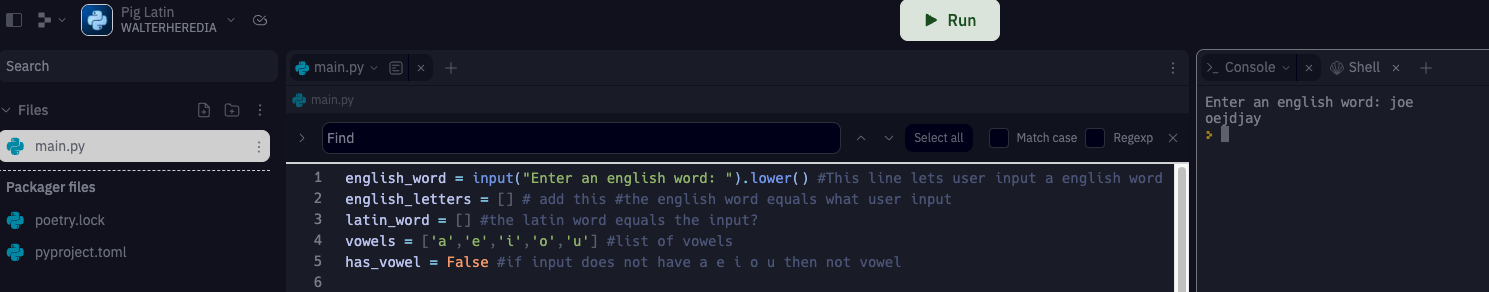 Pig Latin
WALTERHEREDIA
Run
Search
Files
main.py
Packager files
poetry.lock
pyproject.toml
main.py
main.py
Find
Select all
Match case
Regexp
1 english_word = input("Enter an english word: ").lower() #This line lets user input a english word
2 english_letters = [] # add this #the english word equals what user input
3 latin_word = [] #the latin word equals the input?
4 vowels = ['a','e','i','o','u'] #list of vowels
5 has_vowel = False #if input does not have a e i o u then not vowel
6
Console
Shell
Enter an english word: joe
oejdjay